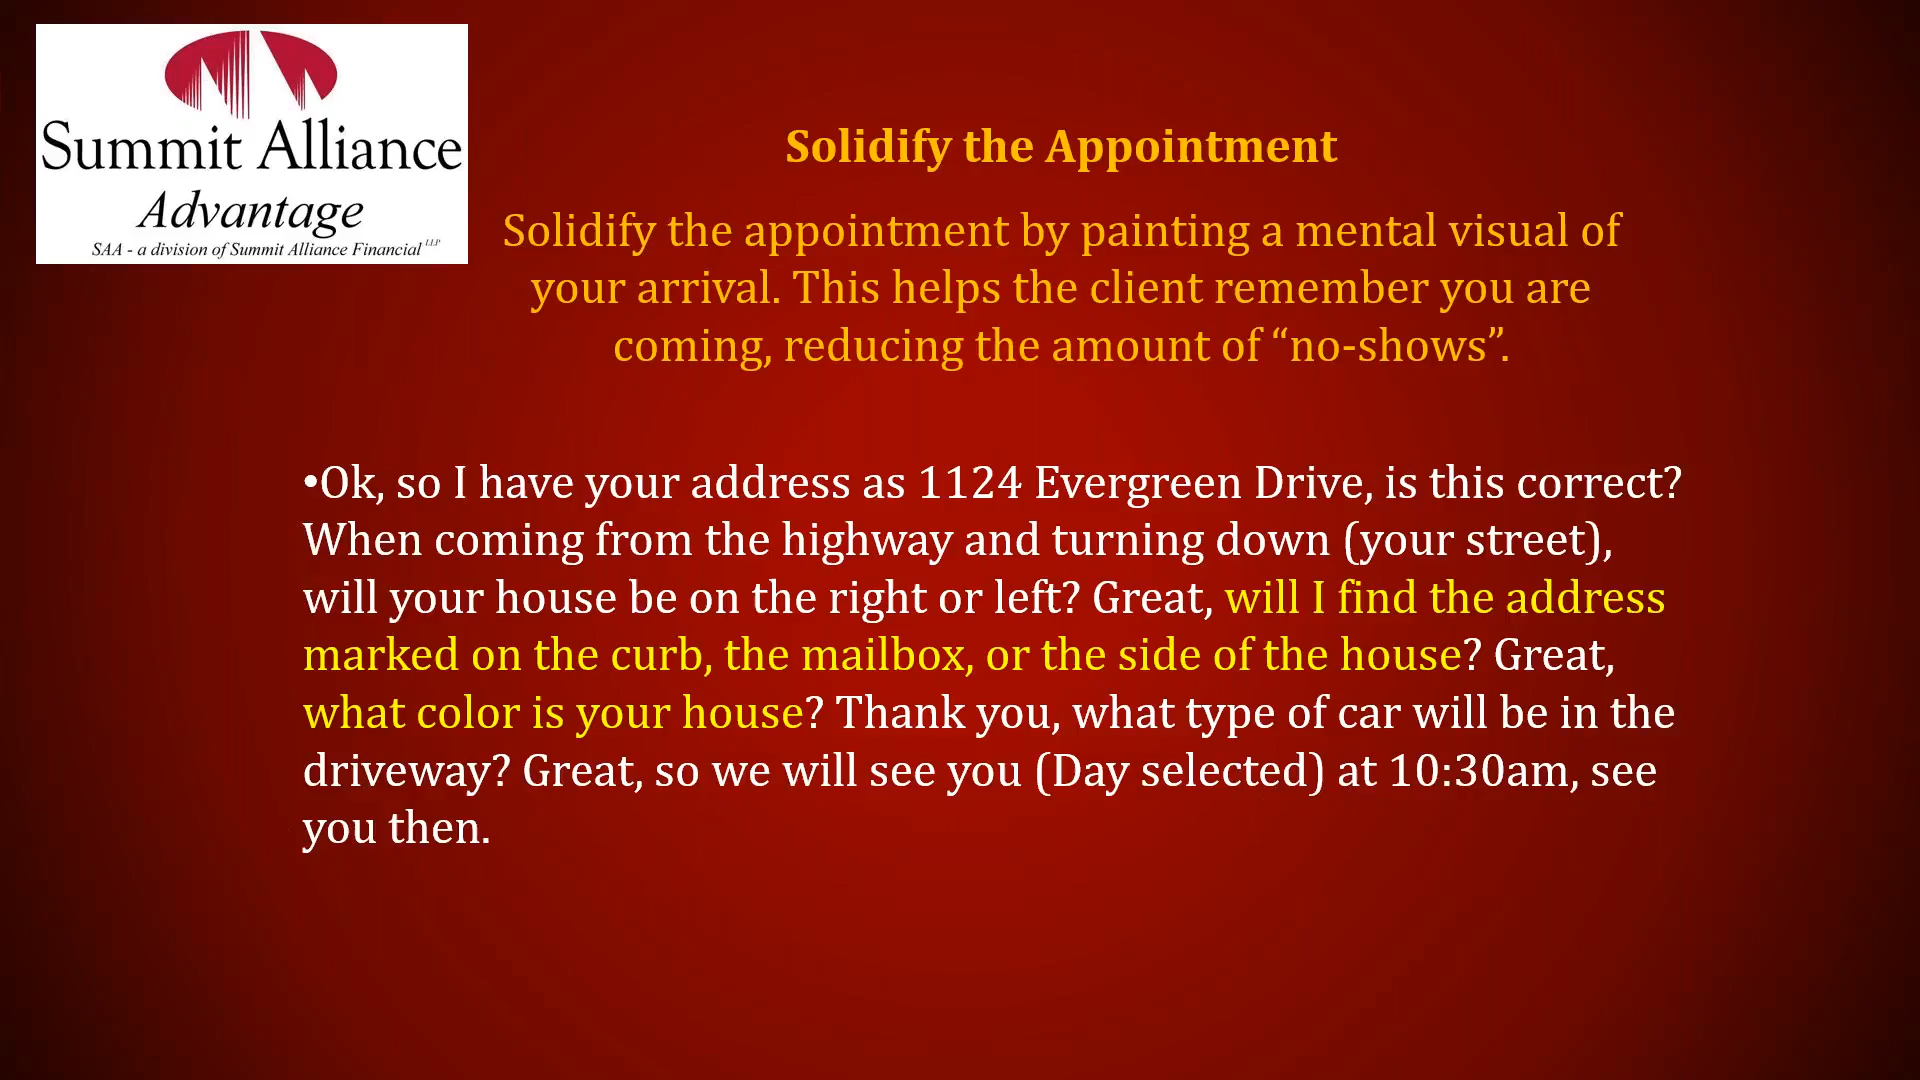 Summit Alliance
Advantage
SAA - a division of Summit Alliance Financial LLP
Solidify the Appointment
Solidify the appointment by painting a mental visual of
your arrival. This helps the client remember you are
coming, reducing the amount of “no-shows”.
•Ok, so I have your address as 1124 Evergreen Drive, is this correct?
When coming from the highway and turning down (your street),
will your house be on the right or left? Great, will I find the address
marked on the curb, the mailbox, or the side of the house? Great,
what color is your house? Thank you, what type of car will be in the
driveway? Great, so we will see you (Day selected) at 10:30am, see
you then.